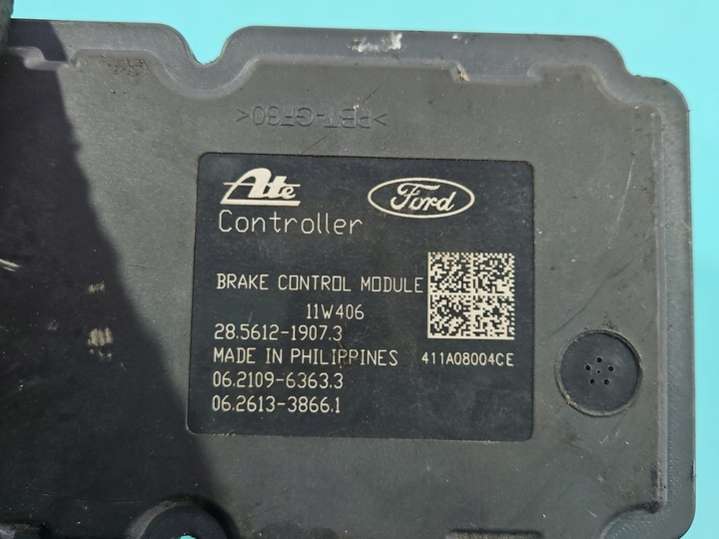 >PBT-GF30<
Ate
Ford
Controller
BRAKE CONTROL MODULE
11W406
28.5612-1907.3
MADE IN PHILIPPINES
411A08004CE
06.2109-6363.3
06.2613-3866.1